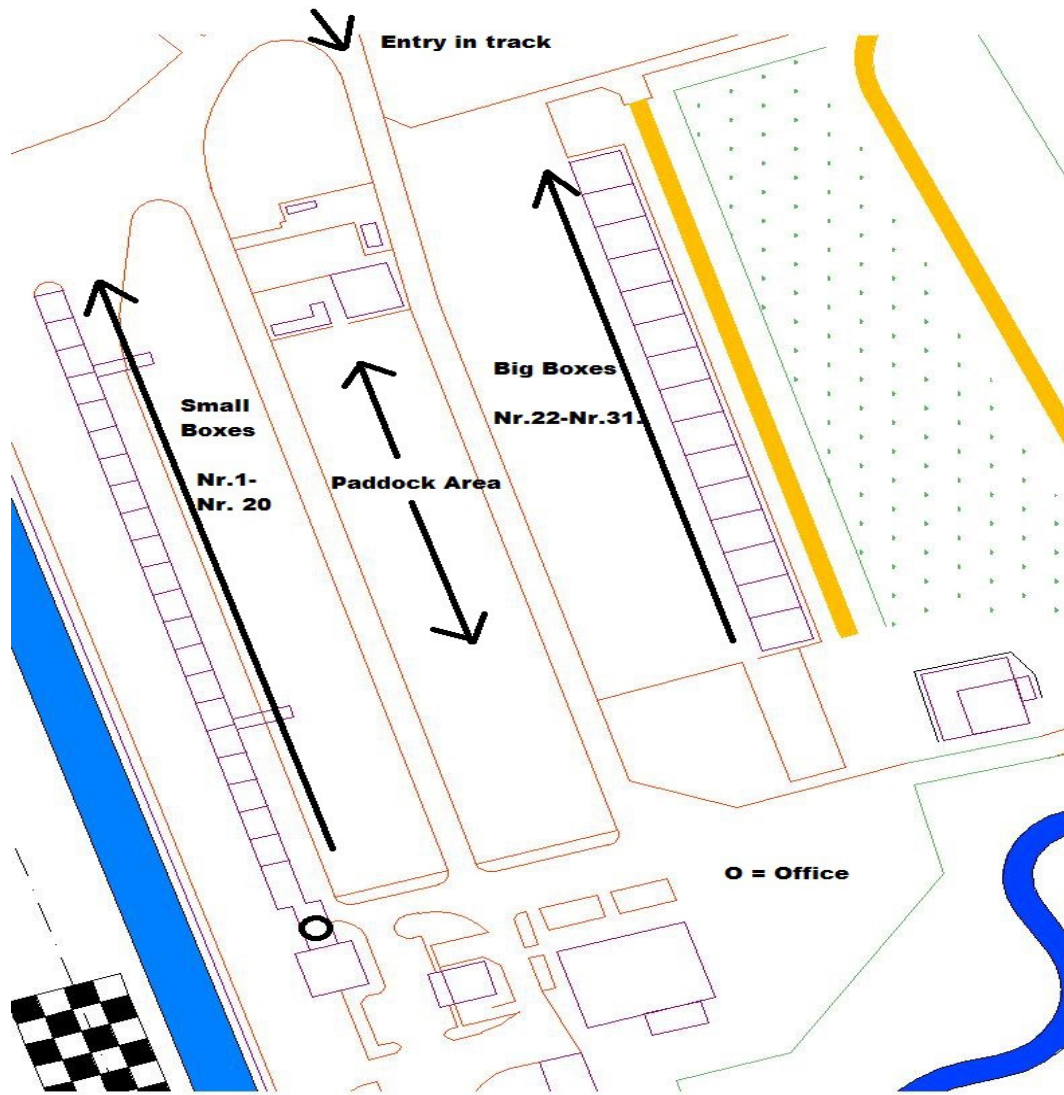 Entry in track
Big Boxes
Nr.22-Nr.31.
Small
Boxes
Nr.1-
Nr. 20
Paddock Area
O = Office